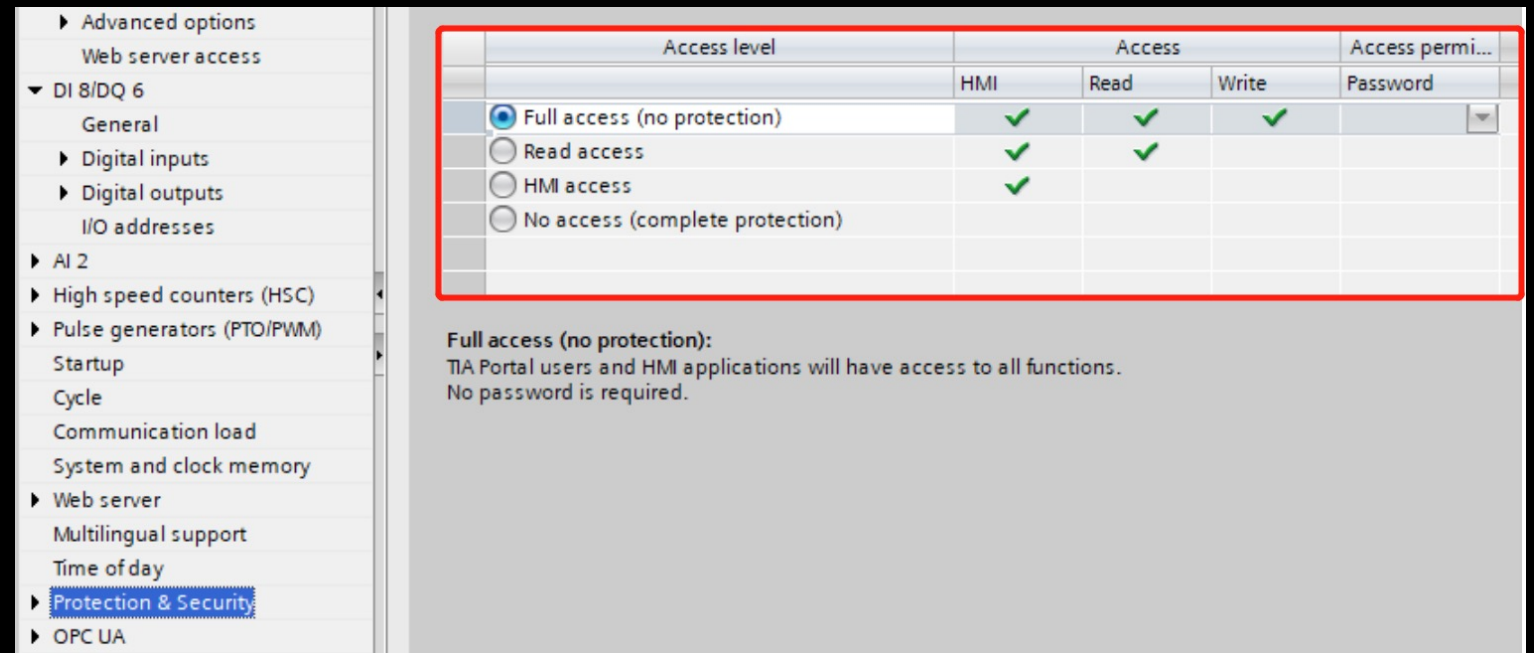 Advanced options
Web server access
DI 8/DQ 6
General
Digital inputs
Digital outputs
I/O addresses
AI 2
High speed counters (HSC)
Pulse generators (PTO/PWM)
Startup
Cycle
Communication load
System and clock memory
Web server
Multilingual support
Time of day
Protection & Security
OPC UA
Access level Access Access permi...
HMI Read Write Password
Full access (no protection)
Read access
HMI access
No access (complete protection)
Full access (no protection):
TIA Portal users and HMI applications will have access to all functions.
No password is required.